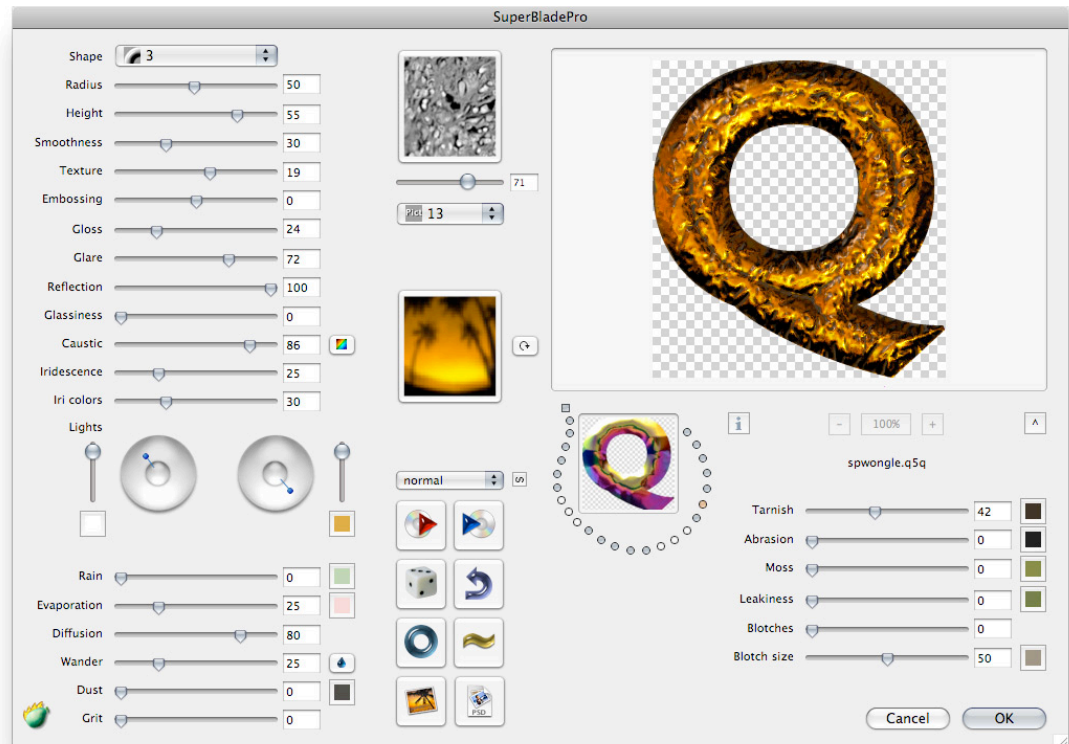 SuperBladePro
Shape 3
Radius 50
Height 55
Smoothness 30
Texture 19
Embossing 0
Gloss 24
Glare 72
Reflection 100
Glassiness 0
Caustic 86
Iridescence 25
Iri colors 30
Lights
Rain 0
Evaporation 25
Diffusion 80
Wander 25
Dust 0
Grit 0
71
Pict 13
normal
S
PSD
i
- 100% + ^
spwongle.q5q
Tarnish 42
Abrasion 0
Moss 0
Leakiness 0
Blotches 0
Blotch size 50
Cancel OK